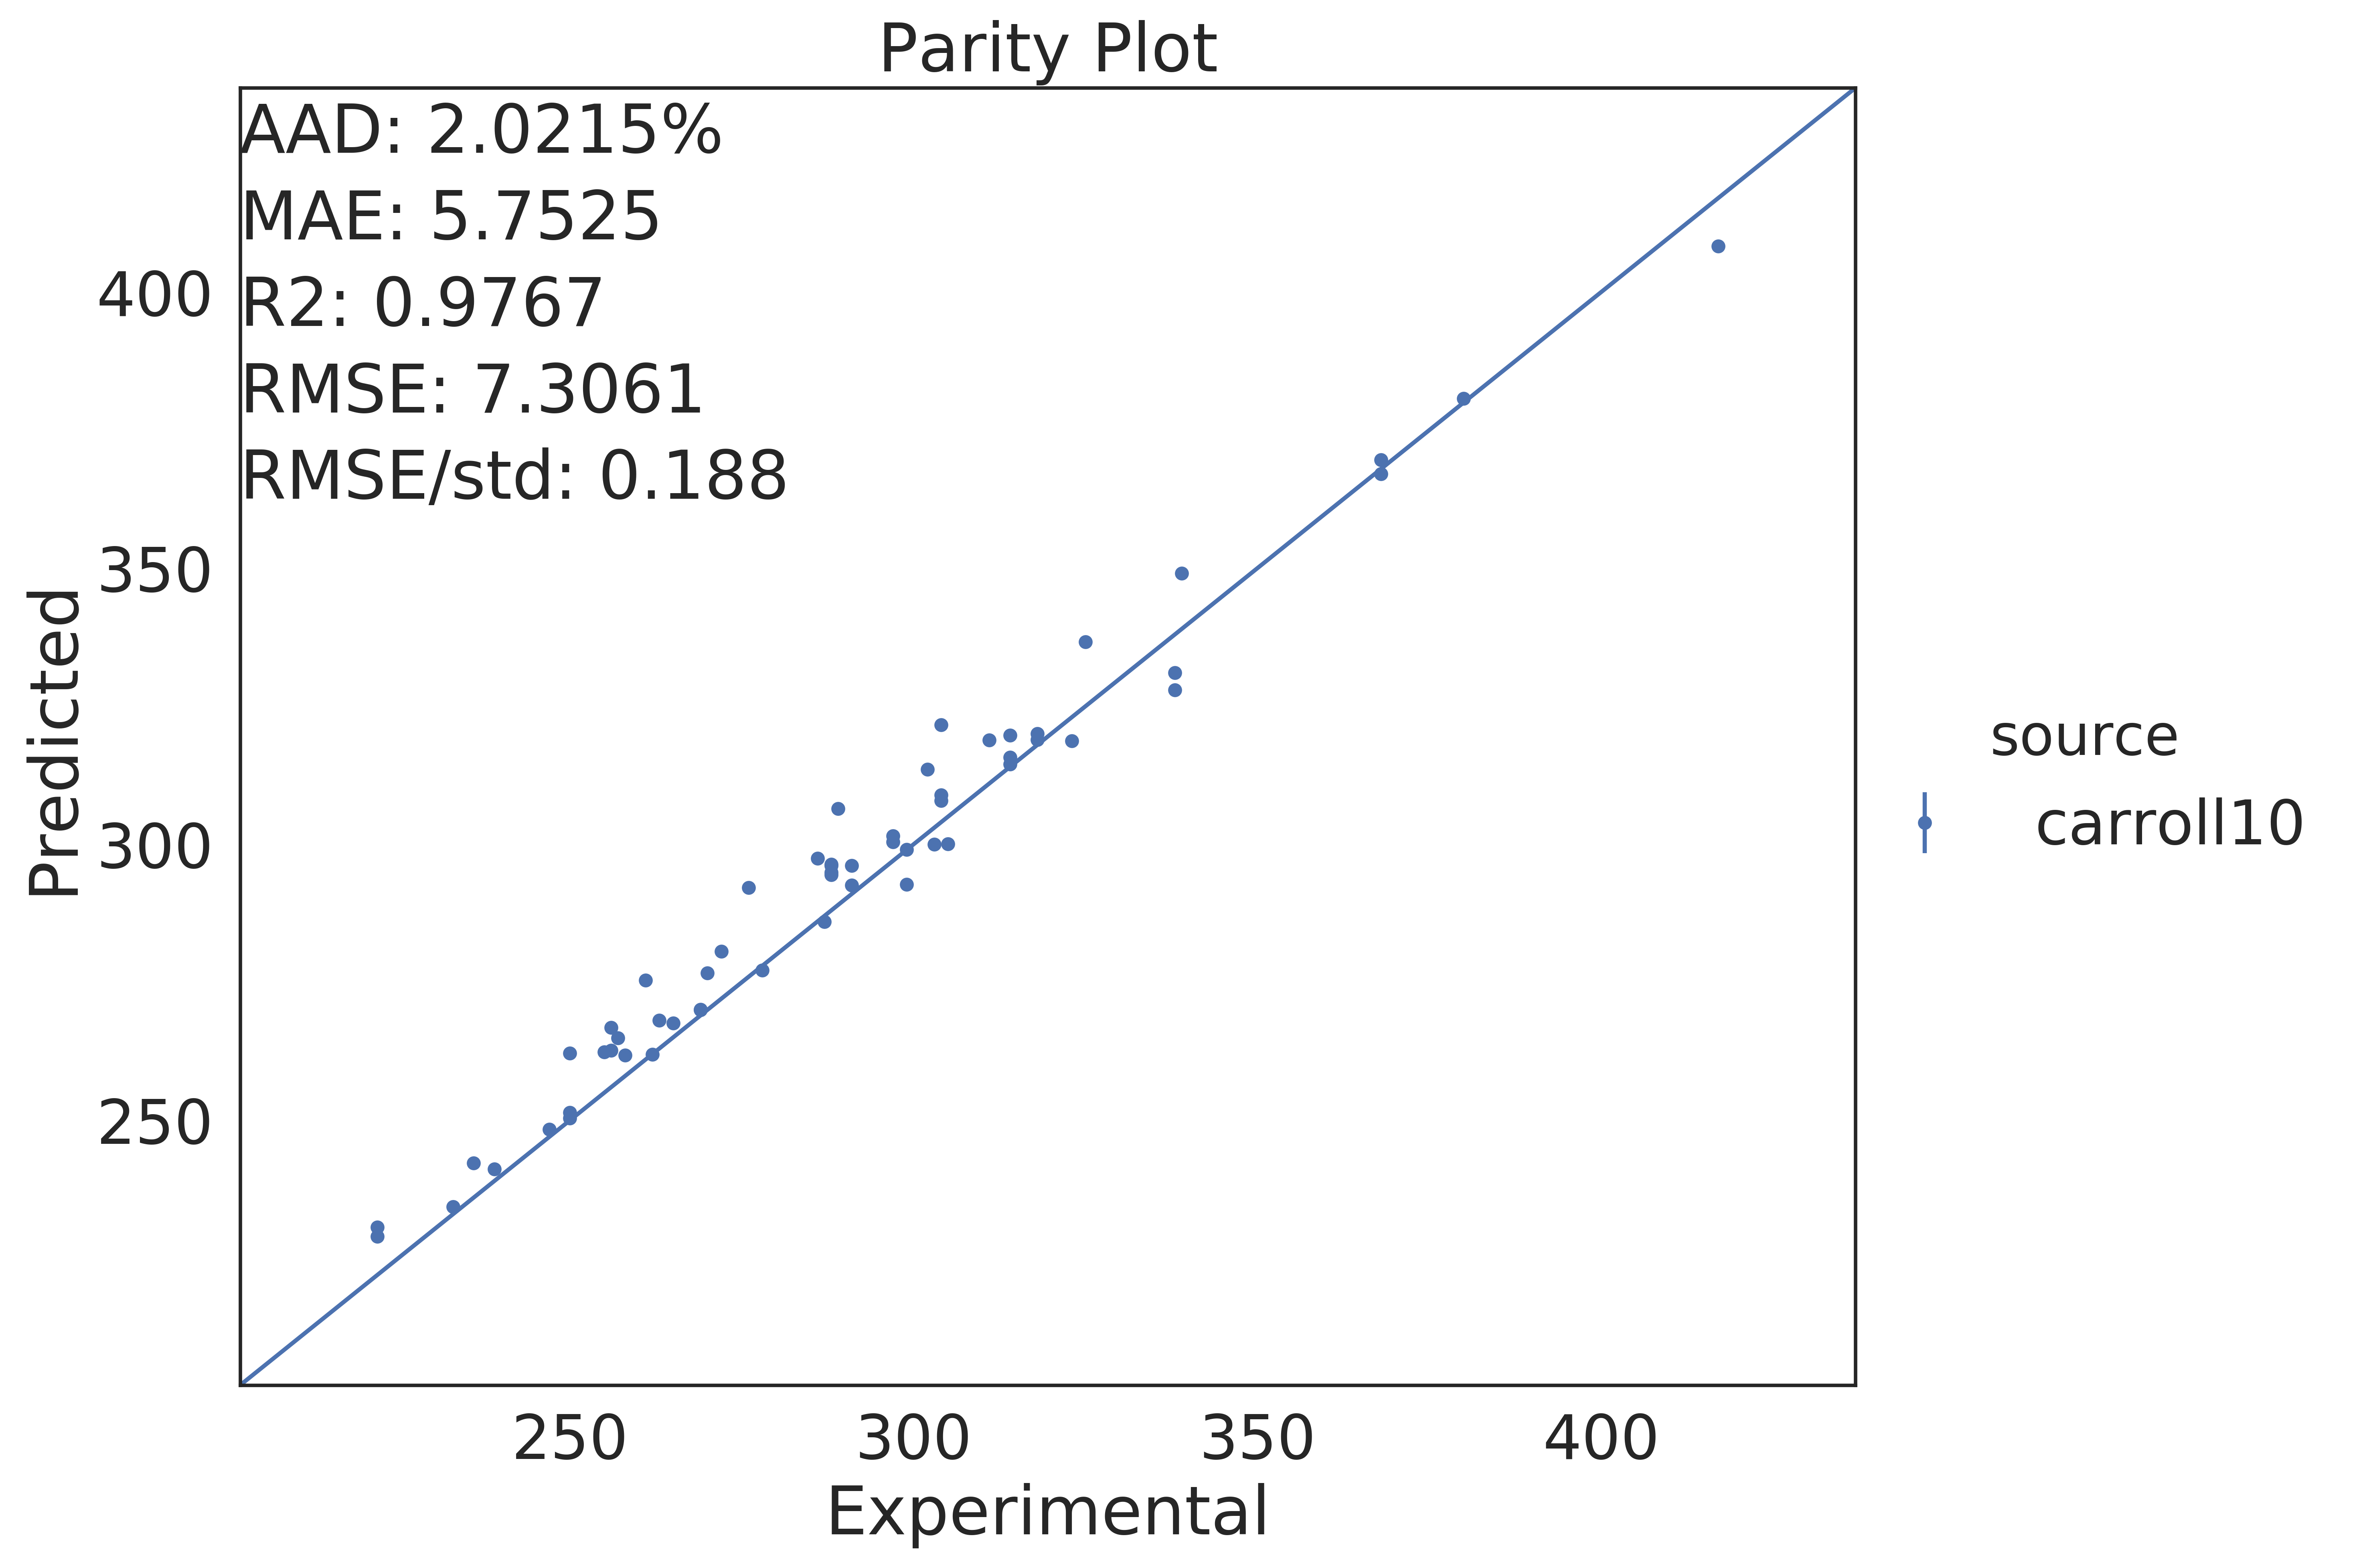 Parity Plot
AAD: 2.0215%
MAE: 5.7525
R2: 0.9767
RMSE: 7.3061
RMSE/std: 0.188
400
350
300
250
Predicted
250
300
350
400
Experimental
source
carroll10